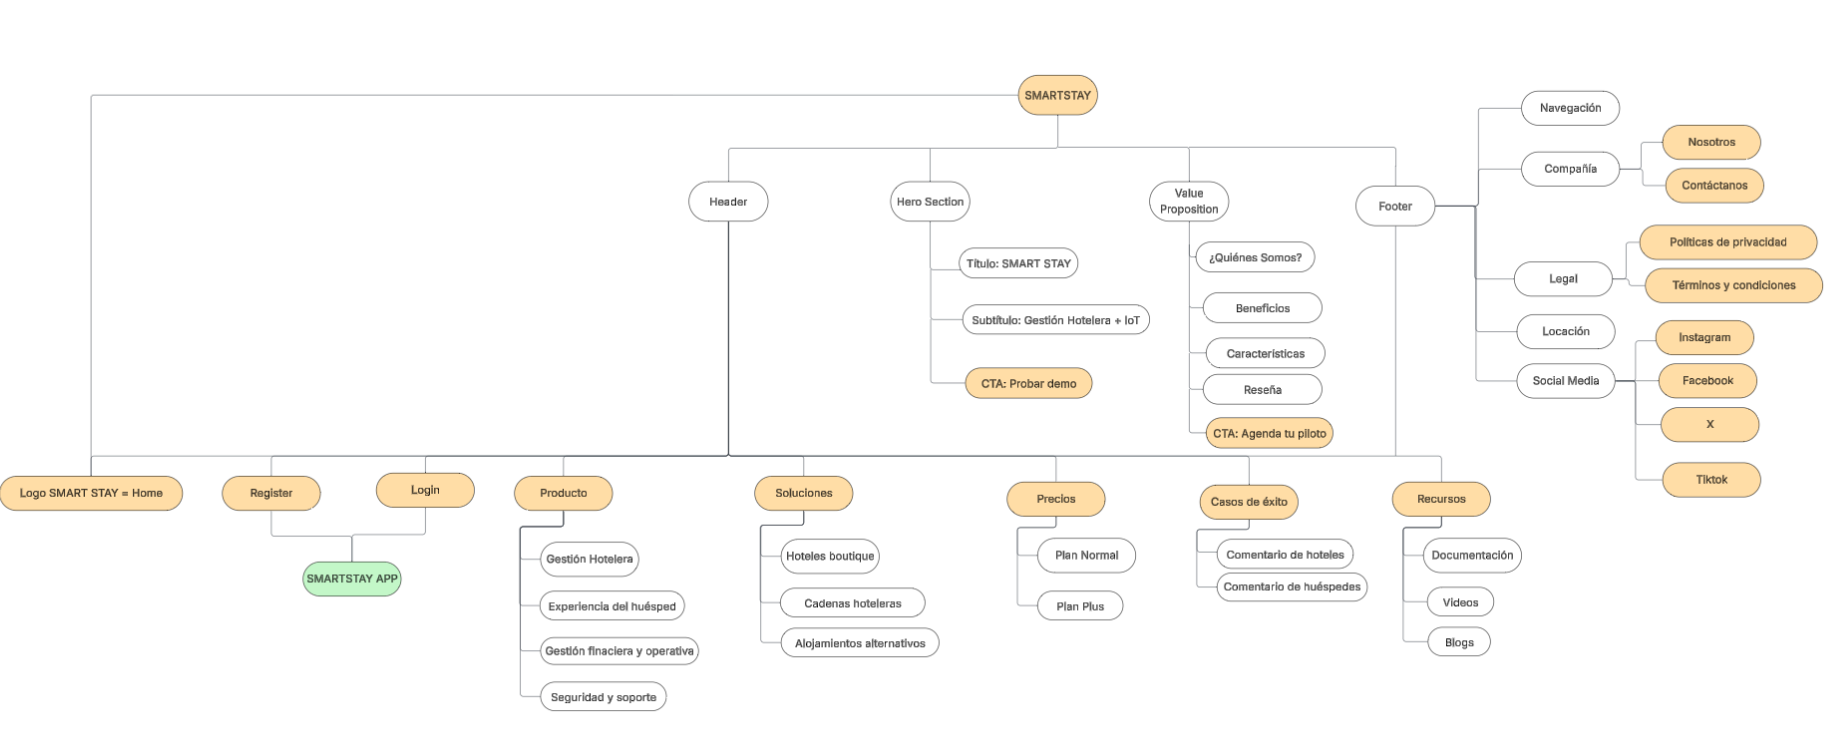 SMARTSTAY
Header
Hero Section
Value
Proposition
Footer
Título: SMART STAY
Subtítulo: Gestión Hotelera + IoT
CTA: Probar demo
¿Quiénes Somos?
Beneficios
Características
Reseña
CTA: Agenda tu piloto
Navegación
Compañía
Nosotros
Contáctanos
Legal
Políticas de privacidad
Términos y condiciones
Locación
Social Media
Instagram
Facebook
X
Tiktok
Logo SMART STAY = Home
Register
Login
SMARTSTAY APP
Producto
Gestión Hotelera
Experiencia del huésped
Gestión finaciera y operativa
Seguridad y soporte
Soluciones
Hoteles boutique
Cadenas hoteleras
Alojamientos alternativos
Precios
Plan Normal
Plan Plus
Casos de éxito
Comentario de hoteles
Comentario de huéspedes
Recursos
Documentación
Videos
Blogs